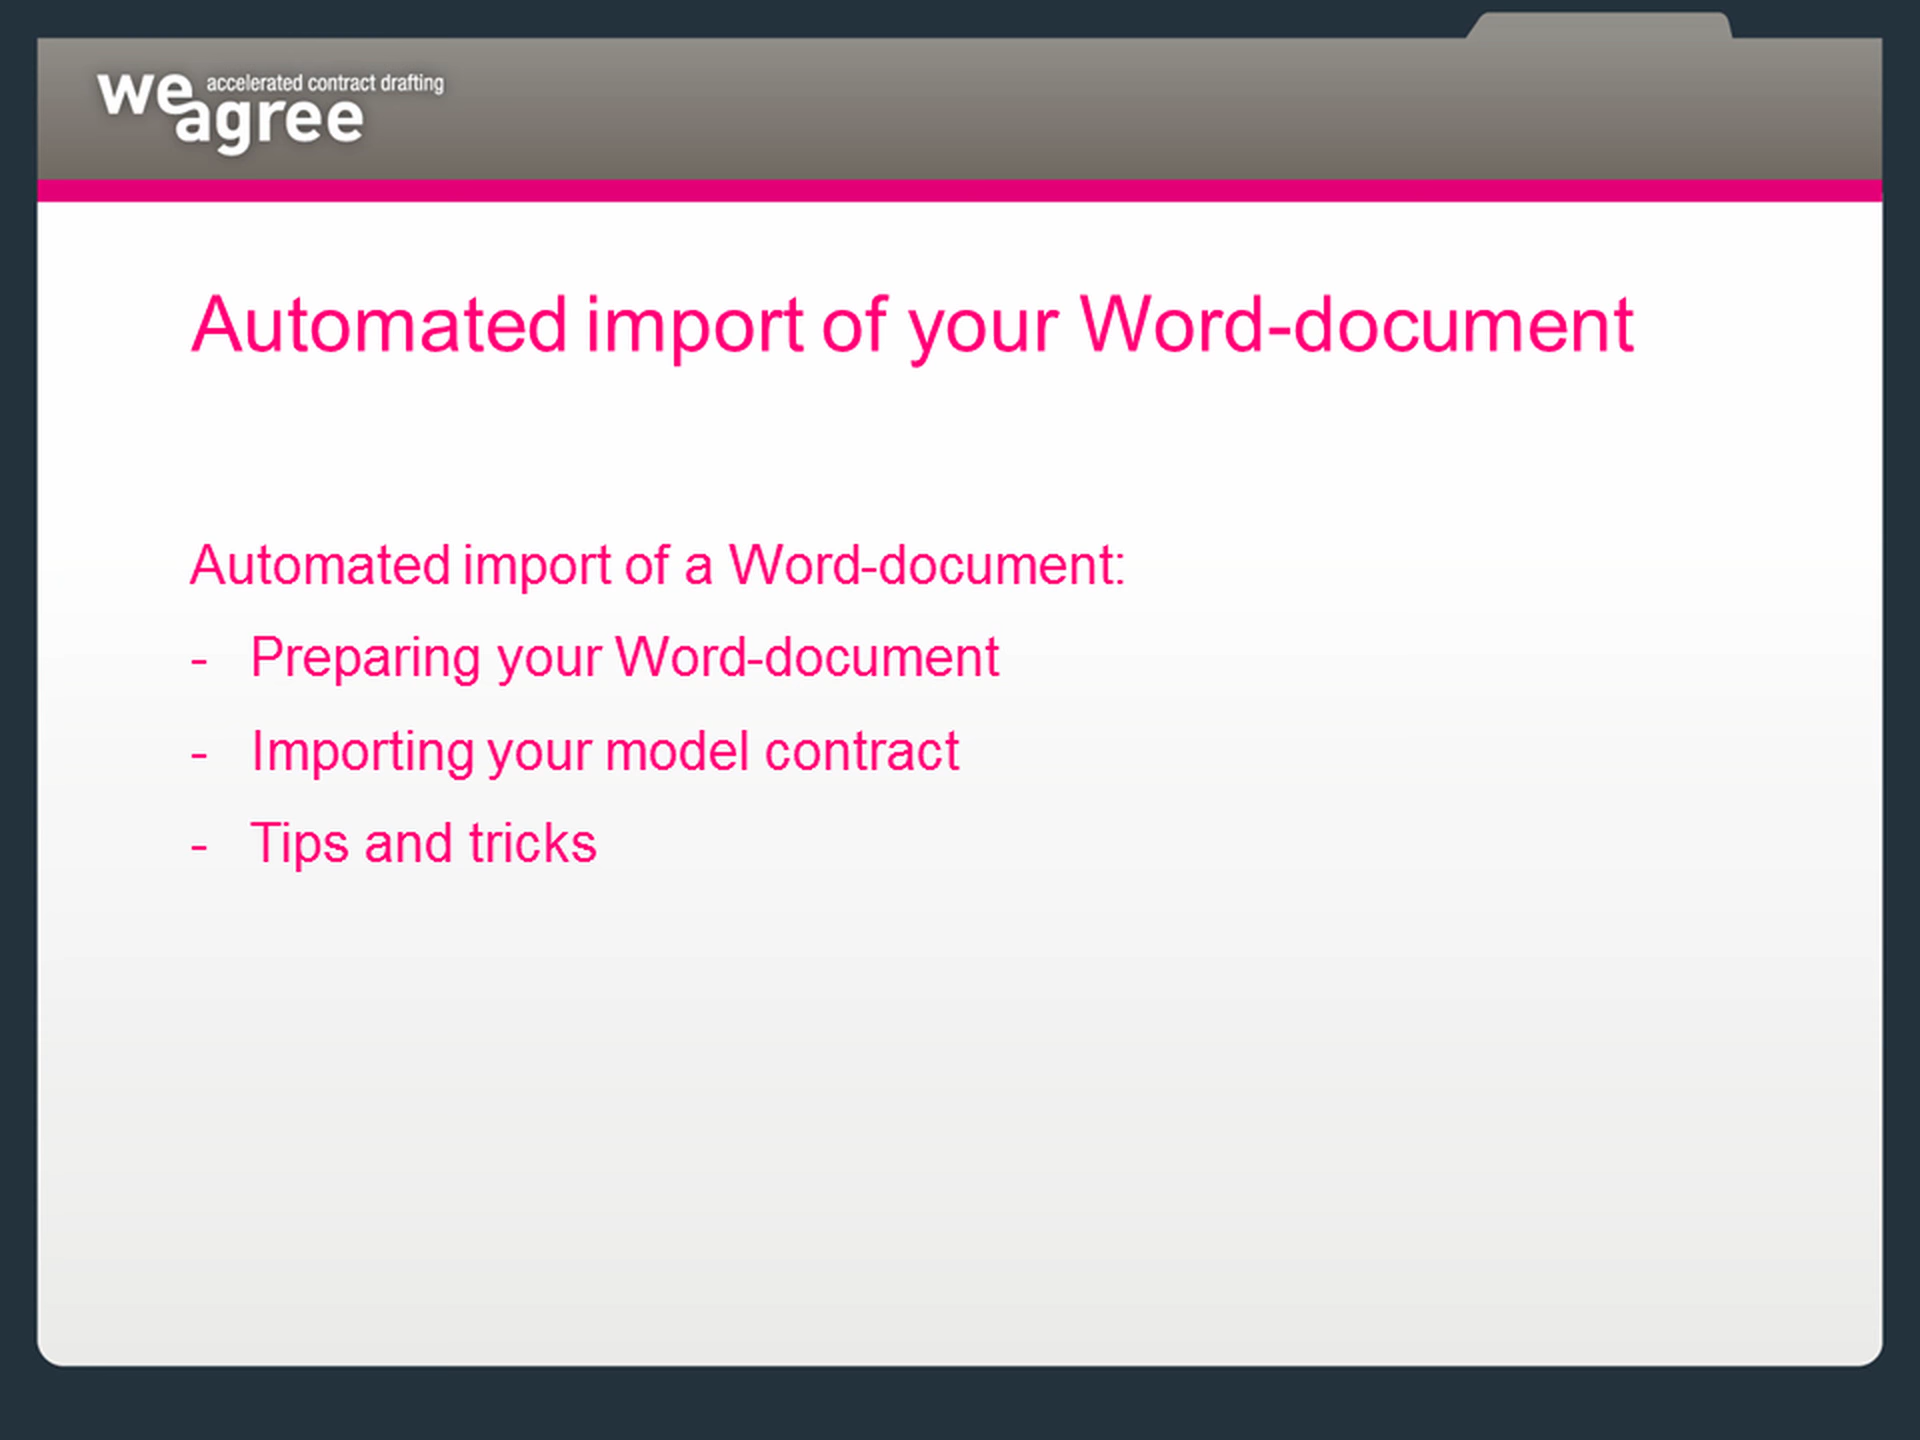 we accelerated contract drafting
agree
Automated import of your Word-document
Automated import of a Word-document:
- Preparing your Word-document
- Importing your model contract
- Tips and tricks